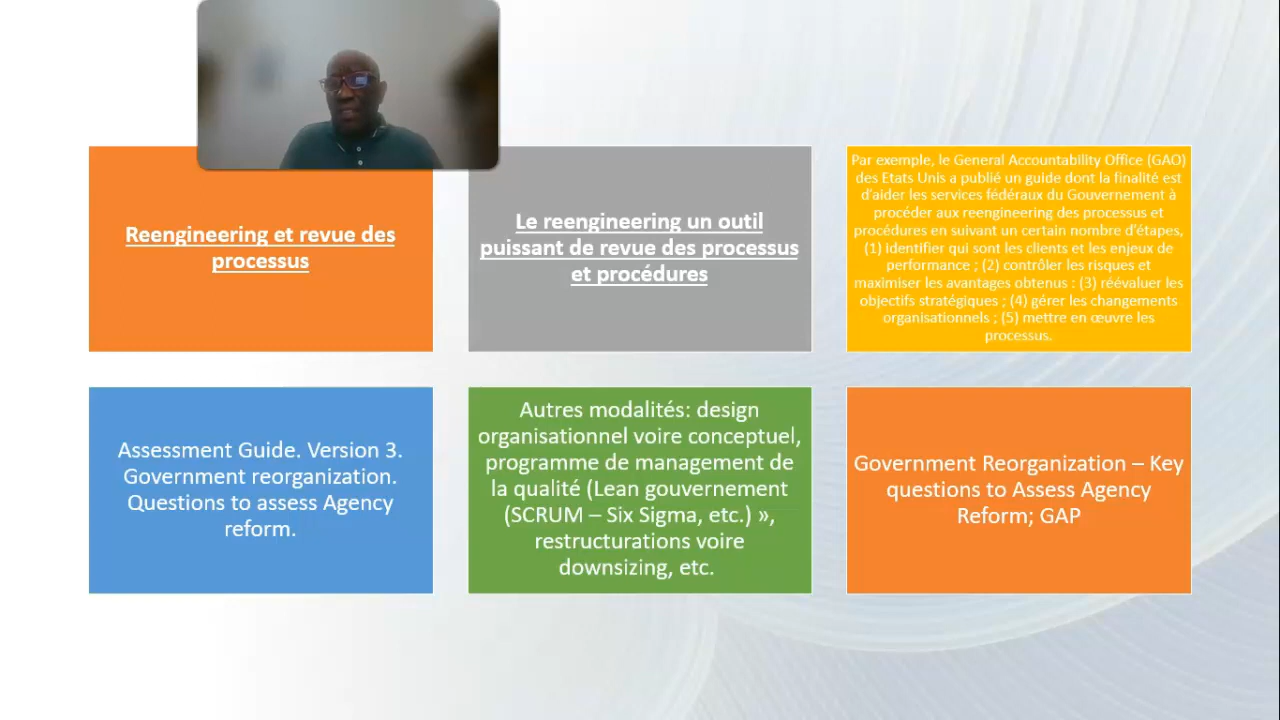 Reengineering et revue des
processus
Le reengineering un outil
puissant de revue des processus
et procédures
Par exemple, le General Accountability Office (GAO)
des Etats Unis a publié un guide dont la finalité est
d'aider les services fédéraux du Gouvernement à
procéder aux reengineering des processus et
procédures en suivant un certain nombre d'étapes,
(1) identifier qui sont les clients et les enjeux de
performance ; (2) contrôler les risques et
maximiser les avantages obtenus : (3) réévaluer les
objectifs stratégiques ; (4) gérer les changements
organisationnels ; (5) mettre en œuvre les
processus.
Assessment Guide. Version 3.
Government reorganization.
Questions to assess Agency
reform.
Autres modalités: design
organisationnel voire conceptuel,
programme de management de
la qualité (Lean gouvernement
(SCRUM – Six Sigma, etc.) »,
restructurations voire
downsizing, etc.
Government Reorganization – Key
questions to Assess Agency
Reform; GAP